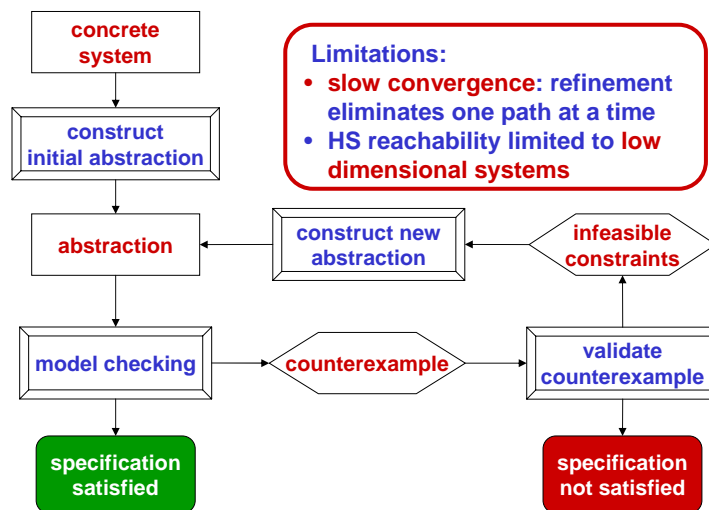 concrete
system
Limitations:
• slow convergence: refinement
eliminates one path at a time
• HS reachability limited to low
dimensional systems
construct
initial abstraction
abstraction
construct new
abstraction
infeasible
constraints
model checking
counterexample
validate
counterexample
specification
satisfied
specification
not satisfied